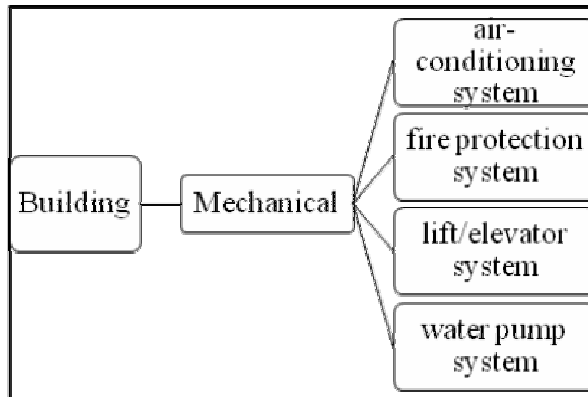 Building
Mechanical
air-
conditioning
system
fire protection
system
lift/elevator
system
water pump
system